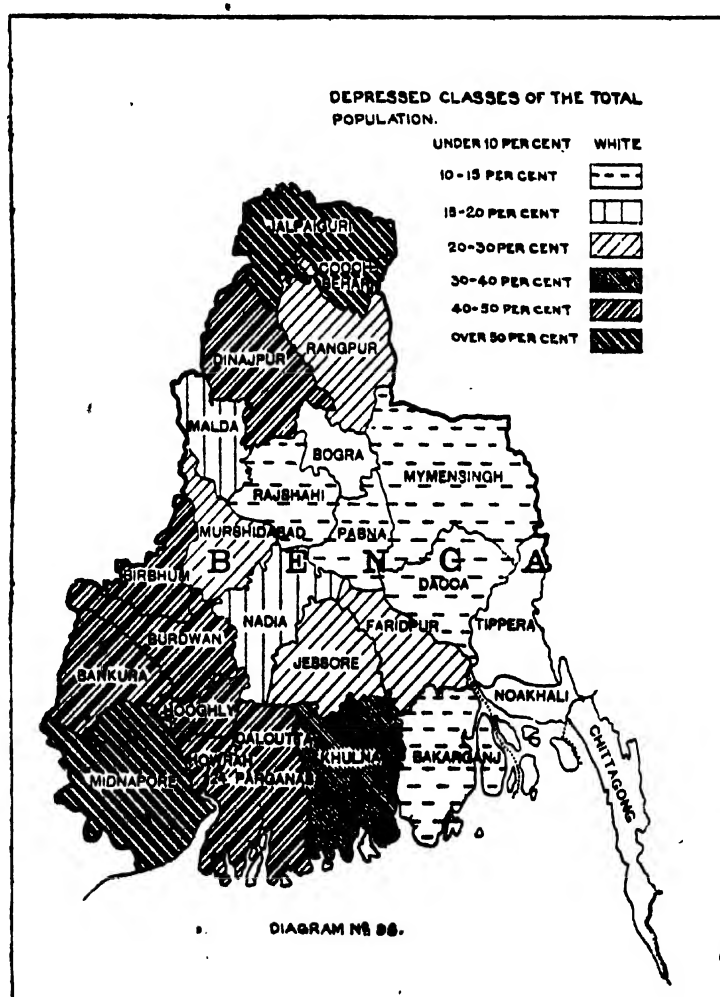 DEPRESSED CLASSES OF THE TOTAL
POPULATION.
UNDER 10 PER CENT WHITE
10-15 PER CENT
15-20 PER CENT
20-30 PER CENT
30-40 PER CENT
40-50 PER CENT
OVER 50 PER CENT
JALPAIGURI
COOCH
BEHAR
RANGPUR
DINAJPUR
MALDA
BOGRA
MYMENSINGH
RAJSHAHI
MURSHIDABAD
PABNA
B E N G A
DACCA
BIRBHUM
NADIA
FARIDPUR
TIPPERA
BURDWAN
JESSORE
BANKURA
NOAKHALI
HOOGHLY
DALOUTTA
HOWRAH
KHULNA
BAKARGANJ
24 PARGANAS
MIDNAPORE
CHITTAGONG
DIAGRAM No 98.